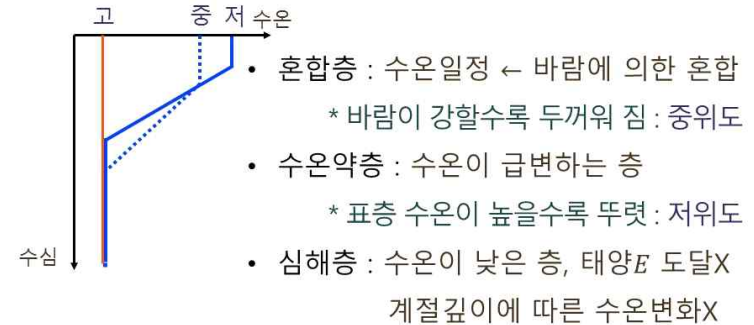 고 중 저 수온
• 혼합층 : 수온일정 ← 바람에 의한 혼합
* 바람이 강할수록 두꺼워 짐 : 중위도
• 수온약층 : 수온이 급변하는 층
* 표층 수온이 높을수록 뚜렷 : 저위도
수심
• 심해층 : 수온이 낮은 층, 태양E 도달X
계절깊이에 따른 수온변화X